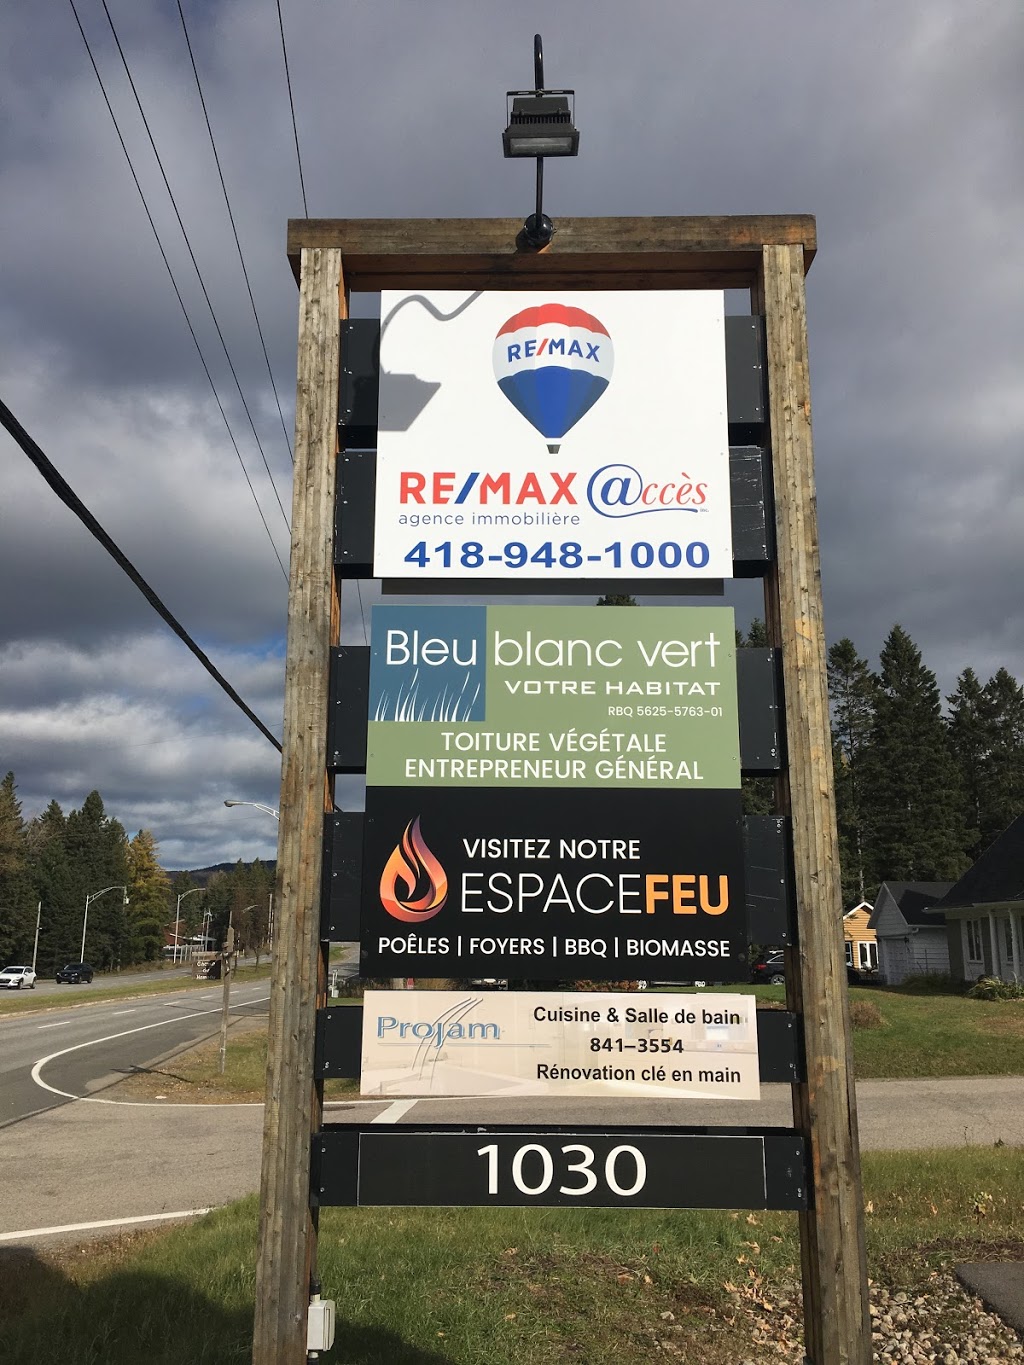 RE/MAX
RE/MAX @ccès inc.
agence immobilière
418-948-1000
Bleu blanc vert
VOTRE HABITAT
RBQ 5625-5763-01
TOITURE VÉGÉTALE
ENTREPRENEUR GÉNÉRAL
VISITEZ NOTRE
ESPACEFEU
POÊLES | FOYERS | BBQ | BIOMASSE
Projam
Cuisine & Salle de bain
841-3554
Rénovation clé en main
1030